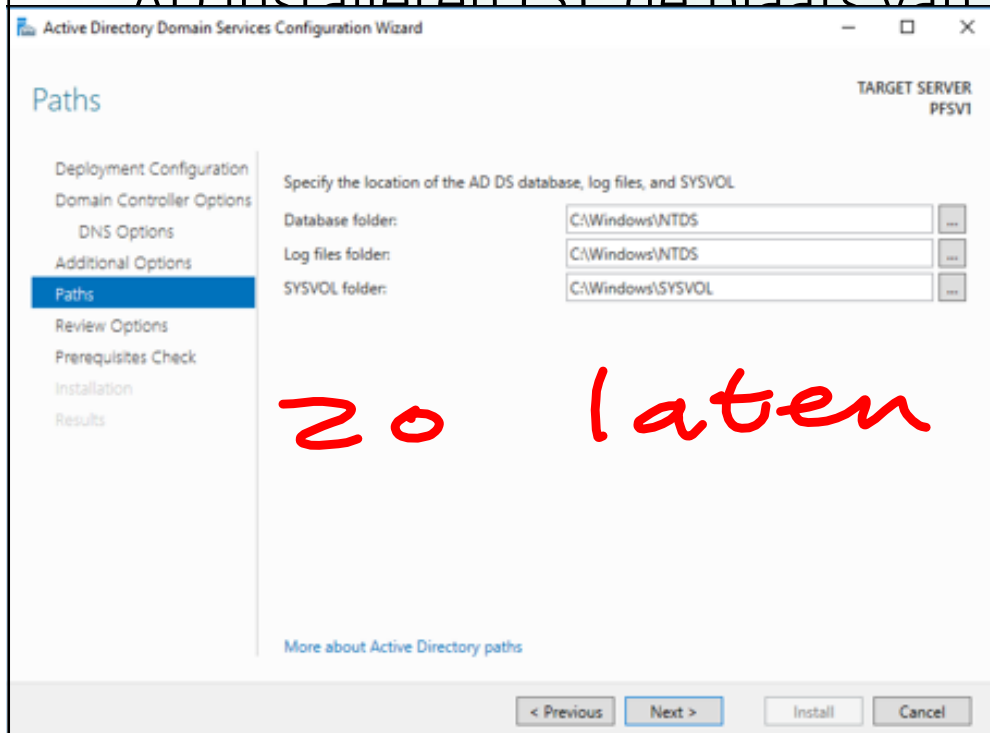 Active Directory Domain Services Configuration Wizard
Paths
TARGET SERVER
PFSV1
Deployment Configuration
Domain Controller Options
DNS Options
Additional Options
Paths
Review Options
Prerequisites Check
Installation
Results
Specify the location of the AD DS database, log files, and SYSVOL
Database folder: C:\Windows\NTDS ...
Log files folder: C:\Windows\NTDS ...
SYSVOL folder: C:\Windows\SYSVOL ...
zo laten
More about Active Directory paths
< Previous Next > Install Cancel